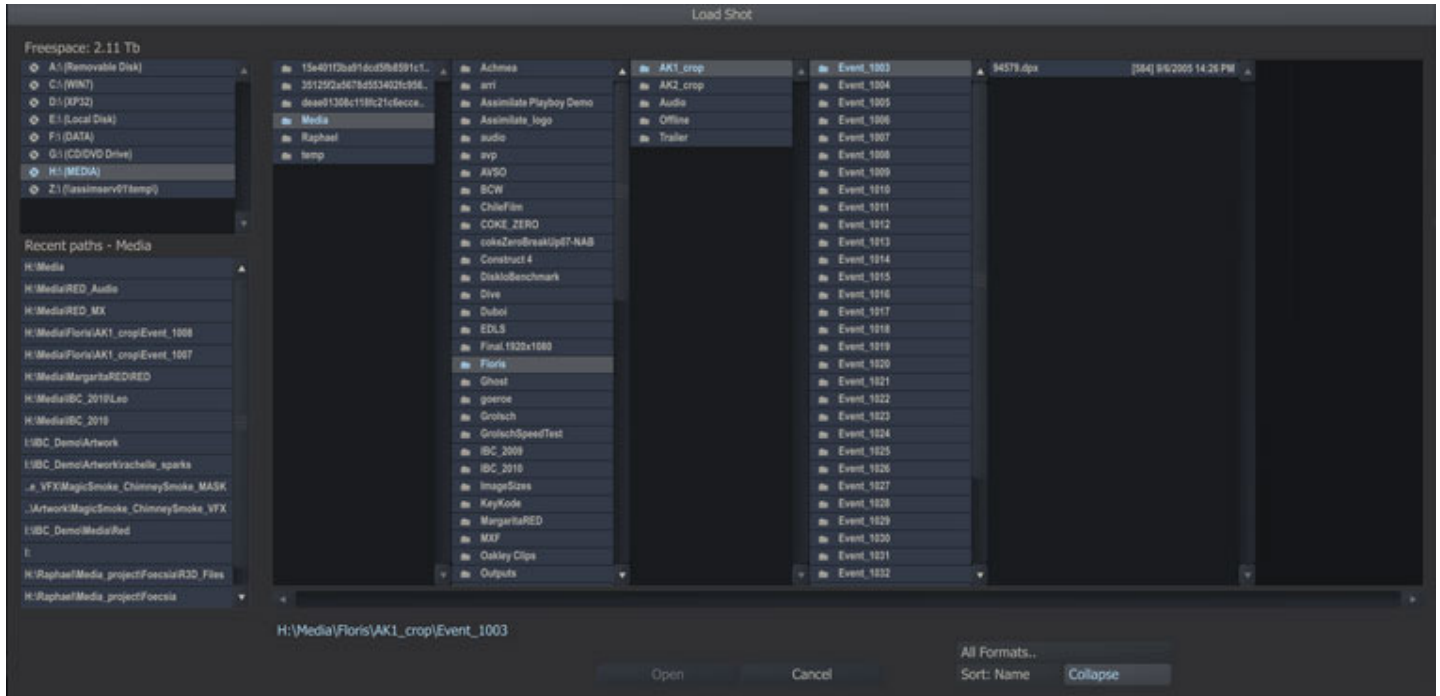 Load Shot
Freespace: 2.11 Tb
A:\ (Removable Disk)
C:\ (WIN7)
D:\ (XP32)
E:\ (Local Disk)
F:\ (DATA)
G:\ (CD/DVD Drive)
H:\ (MEDIA)
Z:\ (\\assimserv01\temp\)
Recent paths - Media
H:\Media
H:\Media\RED_Audio
H:\Media\RED_MX
H:\Media\Floris\AK1_crop\Event_1008
H:\Media\Floris\AK1_crop\Event_1007
H:\Media\MargaritaRED\RED
H:\Media\IBC_2010\Leo
H:\Media\IBC_2010
I:\IBC_Demo\Artwork
I:\IBC_Demo\Artwork\rachelle_sparks
..e_VFX\MagicSmoke_ChimneySmoke_MASK
..\Artwork\MagicSmoke_ChimneySmoke_VFX
I:\IBC_Demo\Media\Red
I:
H:\Raphael\Media_project\Foecsia\R3D_Files
H:\Raphael\Media_project\Foecsia
Media
Raphael
temp
Achmea
arri
Assimilate Playboy Demo
Assimilate_logo
audio
avp
AVSO
BCW
ChileFilm
COKE_ZERO
cokeZeroBreakUp07-NAB
Construct 4
DiskIoBenchmark
Dive
Duboi
EDLS
Final.1920x1080
Floris
Ghost
goeroe
Grolsch
GrolschSpeedTest
IBC_2009
IBC_2010
ImageSizes
KeyKode
MargaritaRED
MXF
Oakley Clips
Outputs
AK1_crop
AK2_crop
Audio
Offline
Trailer
Event_1003
Event_1004
Event_1005
Event_1006
Event_1007
Event_1008
Event_1009
Event_1010
Event_1011
Event_1012
Event_1013
Event_1014
Event_1015
Event_1016
Event_1017
Event_1018
Event_1019
Event_1020
Event_1021
Event_1022
Event_1023
Event_1024
Event_1025
Event_1026
Event_1027
Event_1028
Event_1029
Event_1030
Event_1031
Event_1032
94579.dpx [564] 9/6/2005 14:26 PM
H:\Media\Floris\AK1_crop\Event_1003
Open
Cancel
All Formats..
Sort: Name
Collapse